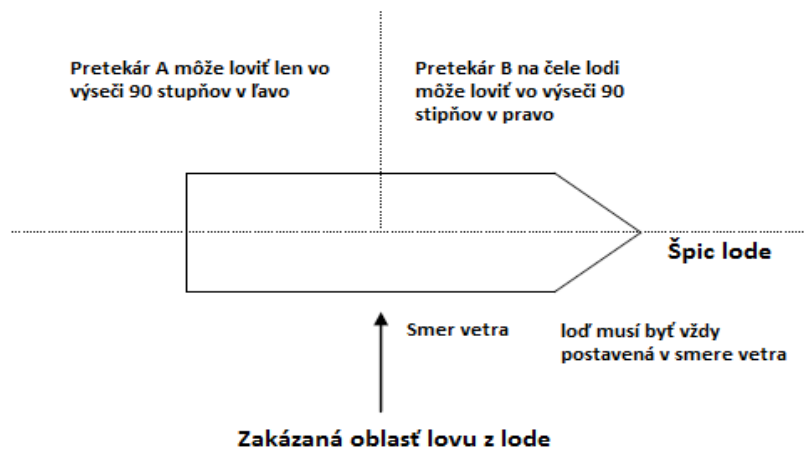 Pretekár A môže loviť len vo
výseči 90 stupňov v ľavo
Pretekár B na čele lodi
môže loviť vo výseči 90
stipňov v pravo
Špic lode
Smer vetra
loď musí byť vždy
postavená v smere vetra
Zakázaná oblasť lovu z lode